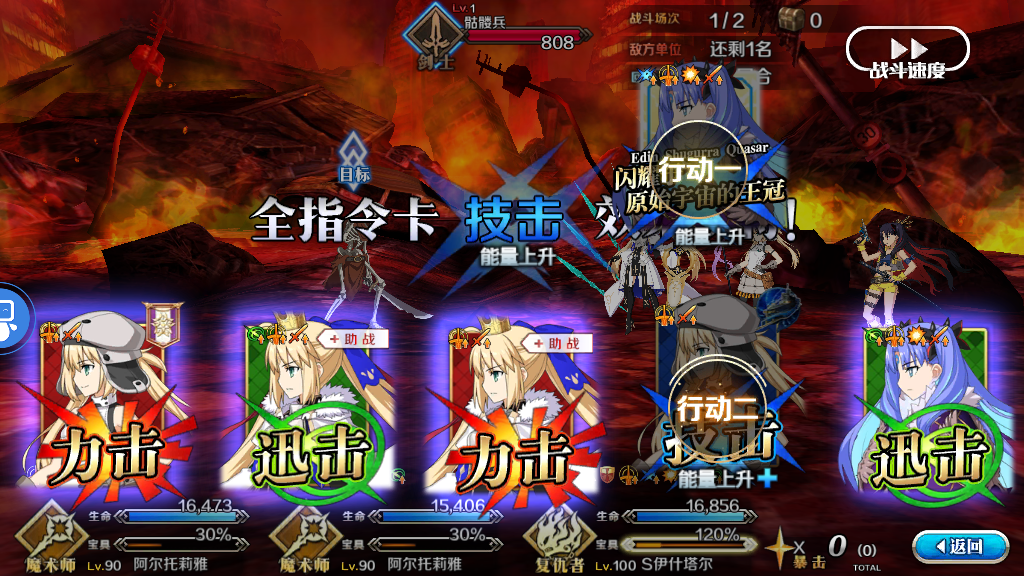 Lv.1
骷髅兵
808
剑士
战斗场次 1/2
0
敌方单位 还剩1名
合
战斗速度
目标
Edin Shugurra Quasar
闪耀
原始宇宙的王冠
行动一
能量上升
全指令卡 技击 效
!
能量上升
助战
助战
行动二
力击
迅击
力击
技击
迅击
能量上升
生命 16,473
宝具 30%
魔术师 Lv.90 阿尔托莉雅
生命 15,406
宝具 30%
魔术师 Lv.90 阿尔托莉雅
生命 16,856
宝具 120%
复仇者 Lv.100 S伊什塔尔
X 0 (0)
暴击 TOTAL
返回